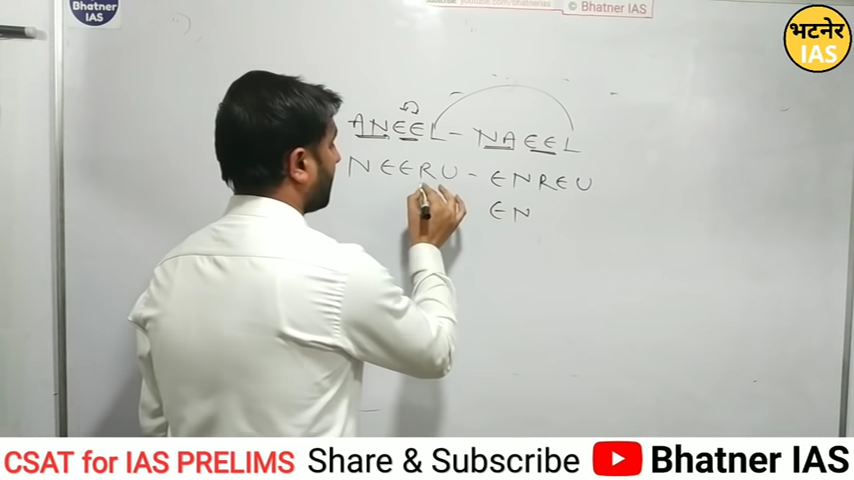 Bhatner
IAS
© Bhatner IAS
भटनेर
IAS
ANEEL - NAEEL
NEERU - ENREU
EN
CSAT for IAS PRELIMS Share & Subscribe Bhatner IAS